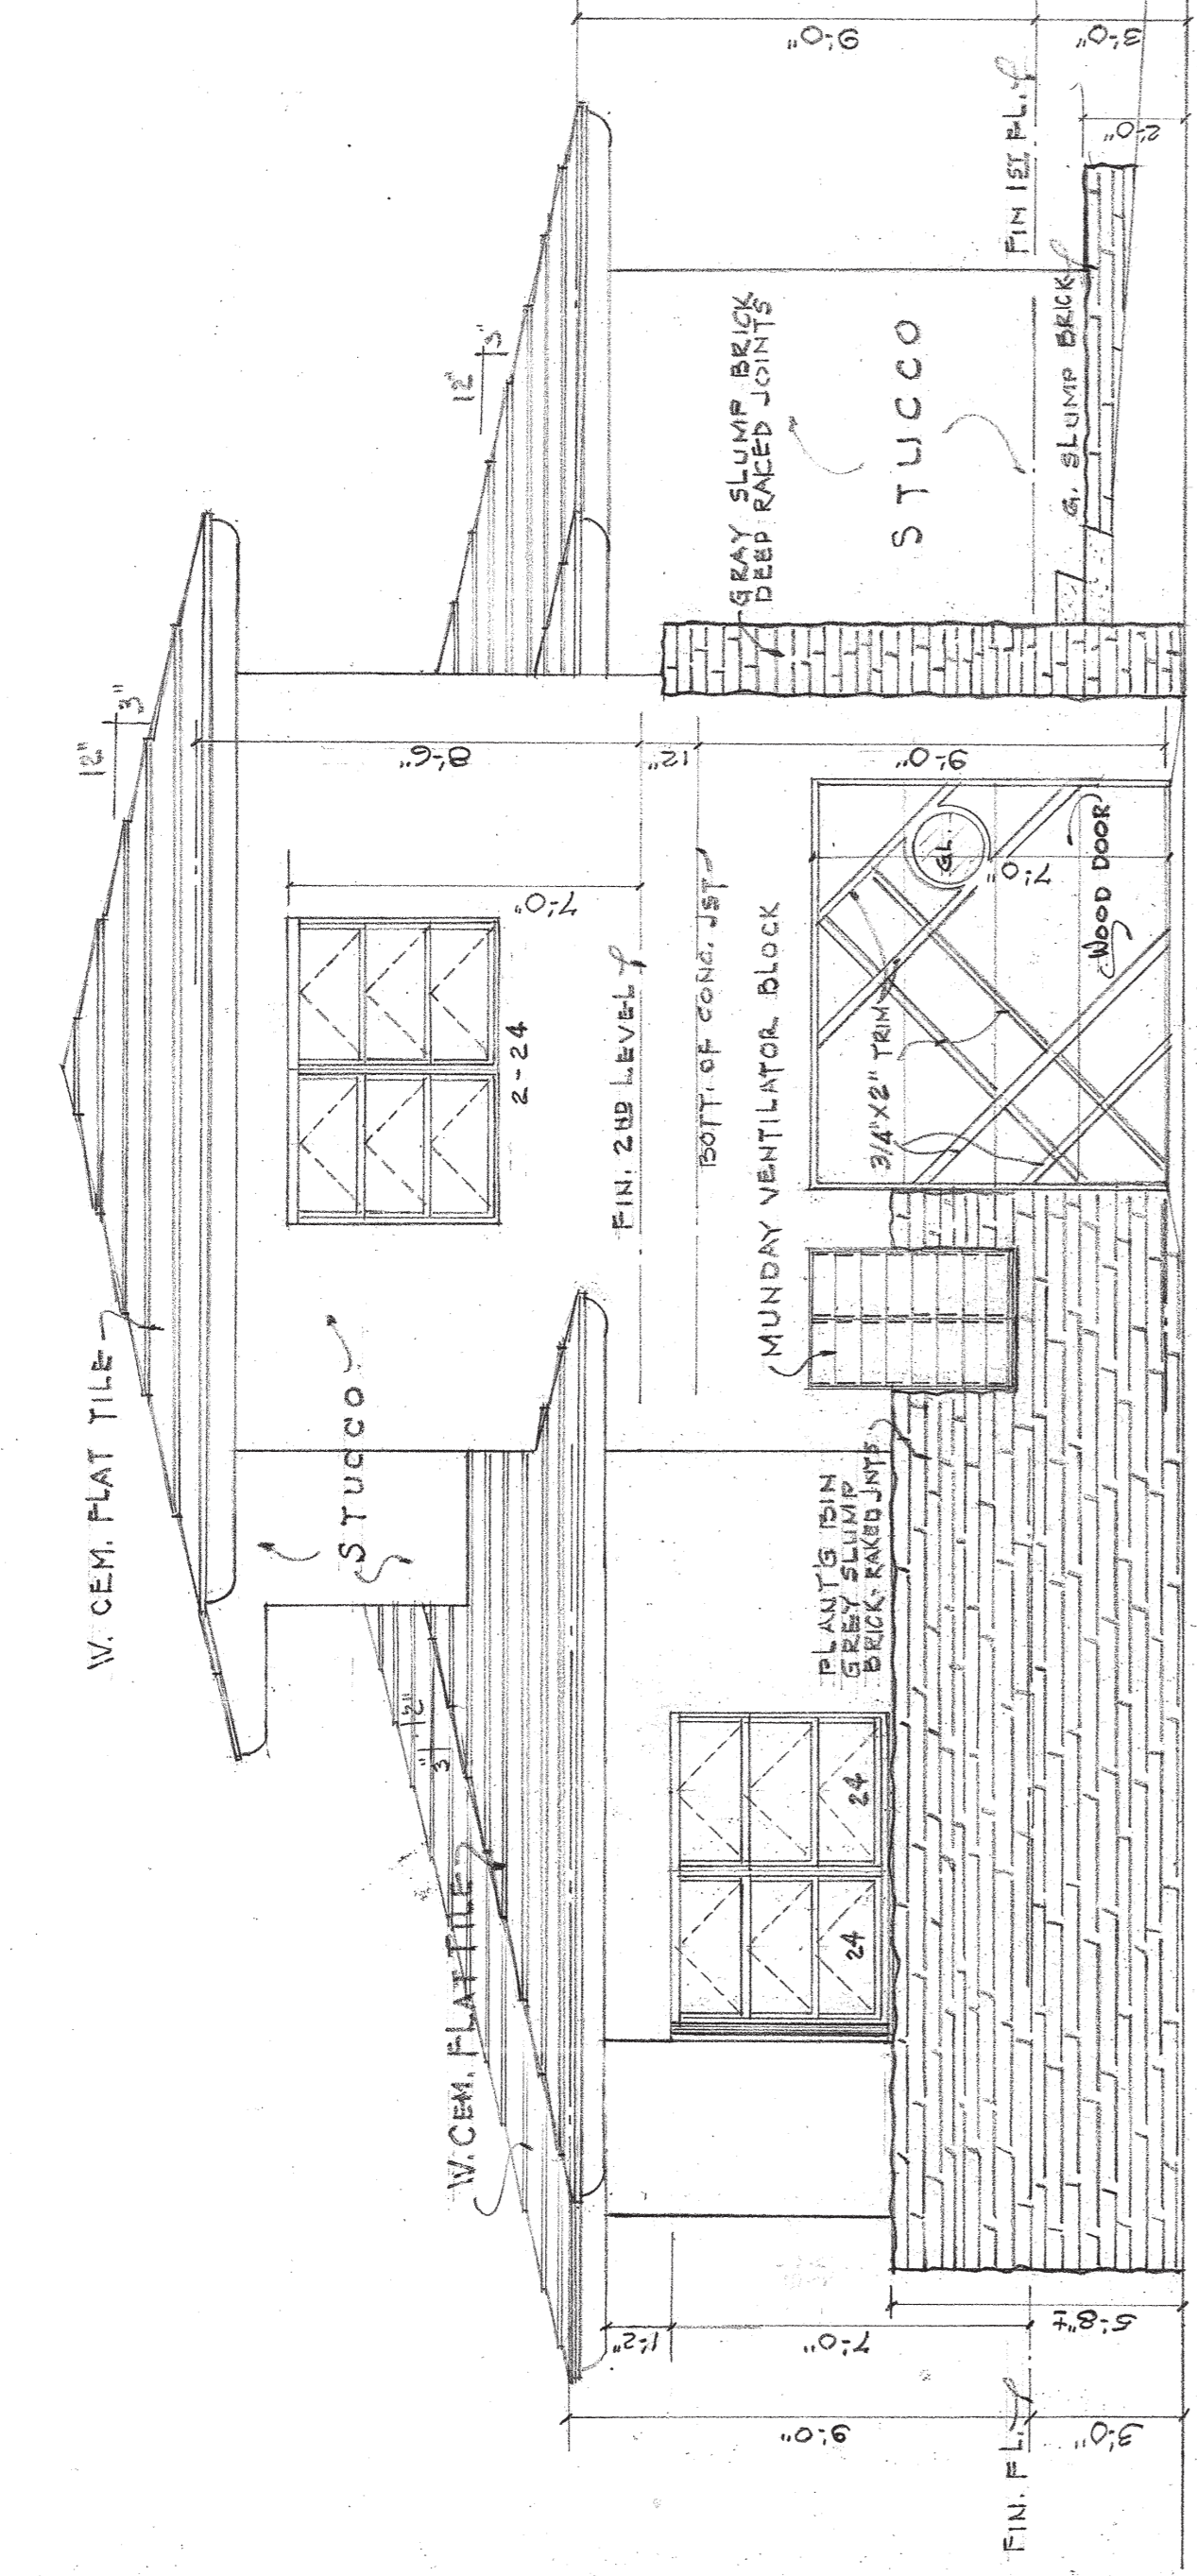 W. CEM. FLAT TILE
12"
3"
STUCCO
8'-6"
7'-0"
2-24
12"
3"
12"
3"
W. CEM. FLAT TILE
FIN. 2ND LEVEL
12"
BOTT. OF CONC. JST
MUNDAY VENTILATOR BLOCK
9'-0"
GRAY SLUMP BRICK
DEEP RACED JOINTS
STUCCO
9'-0"
FIN 1ST FL.
3'-0"
2'-0"
G. SLUMP BRICK
PLANT'G BIN
GREY SLUMP
BRICK, RAKED JNTS.
24
24
3/4"X2" TRIM
GL.
7'-0"
WOOD DOOR
1'-2"
7'-0"
5'-8"±
9'-0"
FIN. FL.
3'-0"